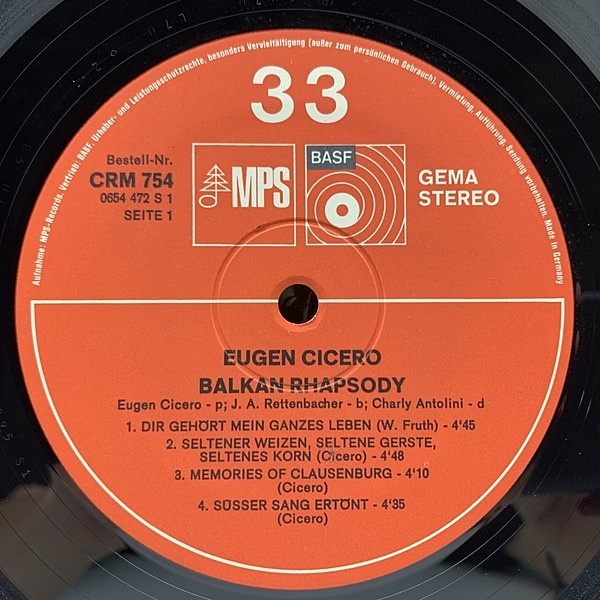 Aufnahme: MPS-Records. Vertrieb: BASF. Urheber- und Leistungsschutzrechte, besonders Vervielfältigung (außer zum persönlichen Gebrauch), Vermietung, Aufführung, Sendung vorbehalten. Made in Germany
33
Bestell-Nr.
CRM 754
0654 472 S 1
SEITE 1
MPS
BASF
GEMA
STEREO
EUGEN CICERO
BALKAN RHAPSODY
Eugen Cicero - p; J. A. Rettenbacher - b; Charly Antolini - d
1. DIR GEHÖRT MEIN GANZES LEBEN (W. Fruth) - 4'45
2. SELTENER WEIZEN, SELTENE GERSTE,
SELTENES KORN (Cicero) - 4'48
3. MEMORIES OF CLAUSENBURG - 4'10
(Cicero)
4. SÜSSER SANG ERTÖNT - 4'35
(Cicero)